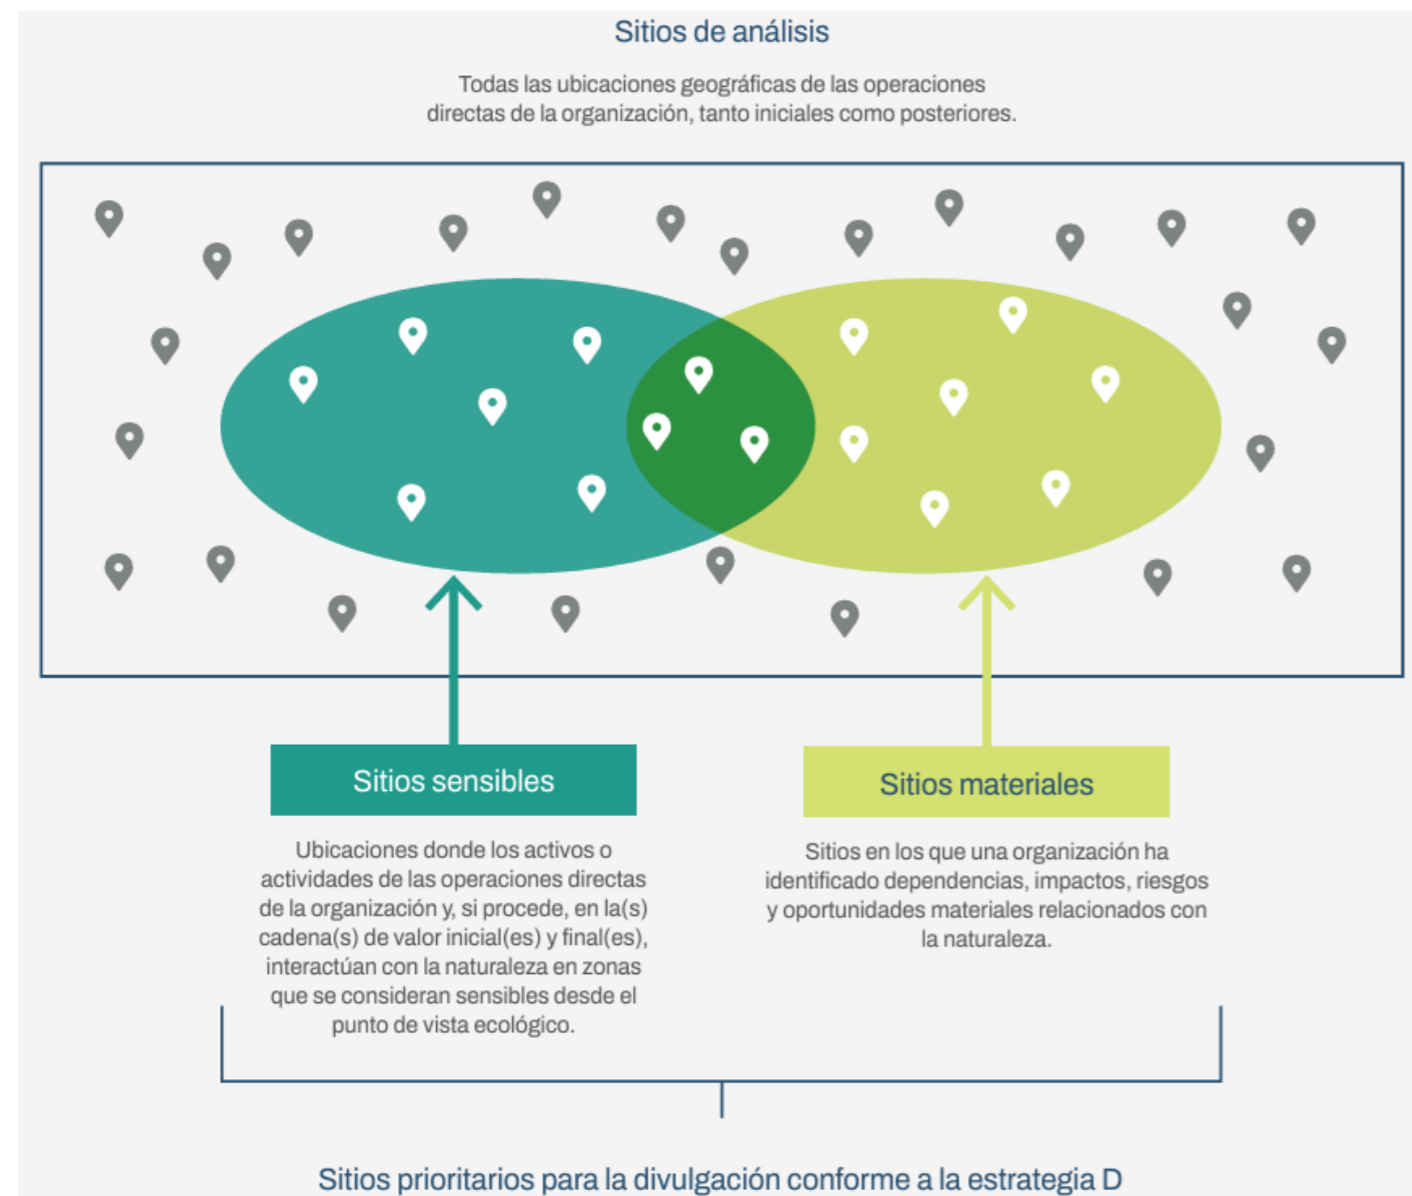 Sitios de análisis
Todas las ubicaciones geográficas de las operaciones
directas de la organización, tanto iniciales como posteriores.
Sitios sensibles
Ubicaciones donde los activos o
actividades de las operaciones directas
de la organización y, si procede, en la(s)
cadena(s) de valor inicial(es) y final(es),
interactúan con la naturaleza en zonas
que se consideran sensibles desde el
punto de vista ecológico.
Sitios materiales
Sitios en los que una organización ha
identificado dependencias, impactos, riesgos
y oportunidades materiales relacionados con
la naturaleza.
Sitios prioritarios para la divulgación conforme a la estrategia D